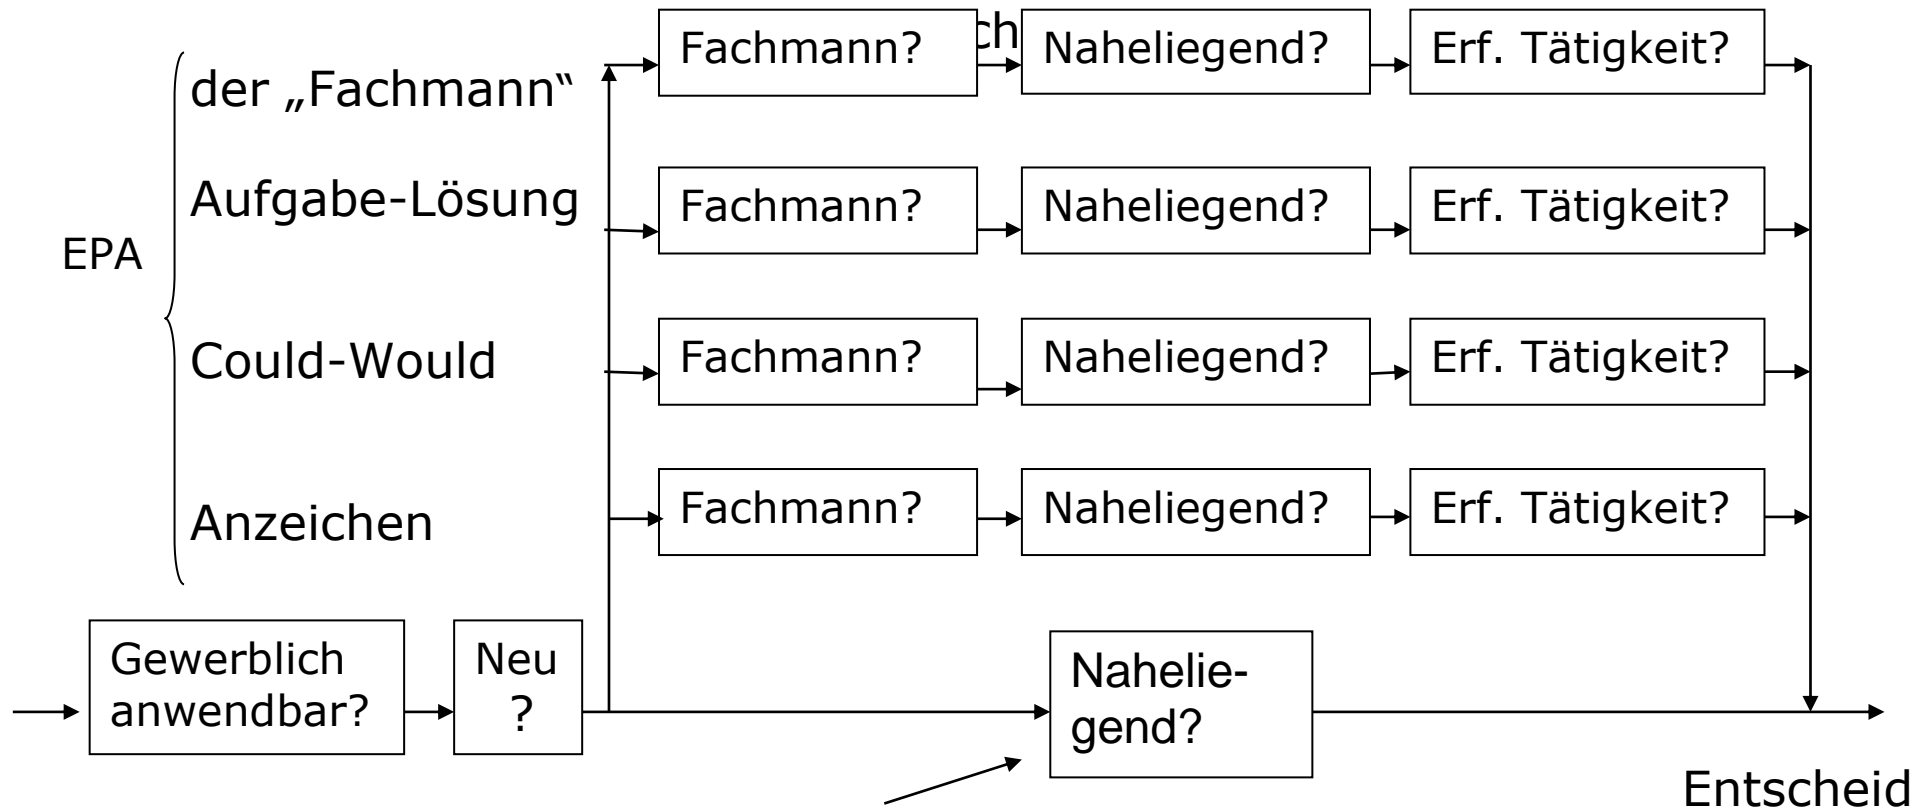 der „Fachmann“
Fachmann?
ch
Naheliegend?
Erf. Tätigkeit?
Aufgabe-Lösung
Fachmann?
Naheliegend?
Erf. Tätigkeit?
EPA
Could-Would
Fachmann?
Naheliegend?
Erf. Tätigkeit?
Anzeichen
Fachmann?
Naheliegend?
Erf. Tätigkeit?
Gewerblich
anwendbar?
Neu
?
Nahelie-
gend?
Entscheid